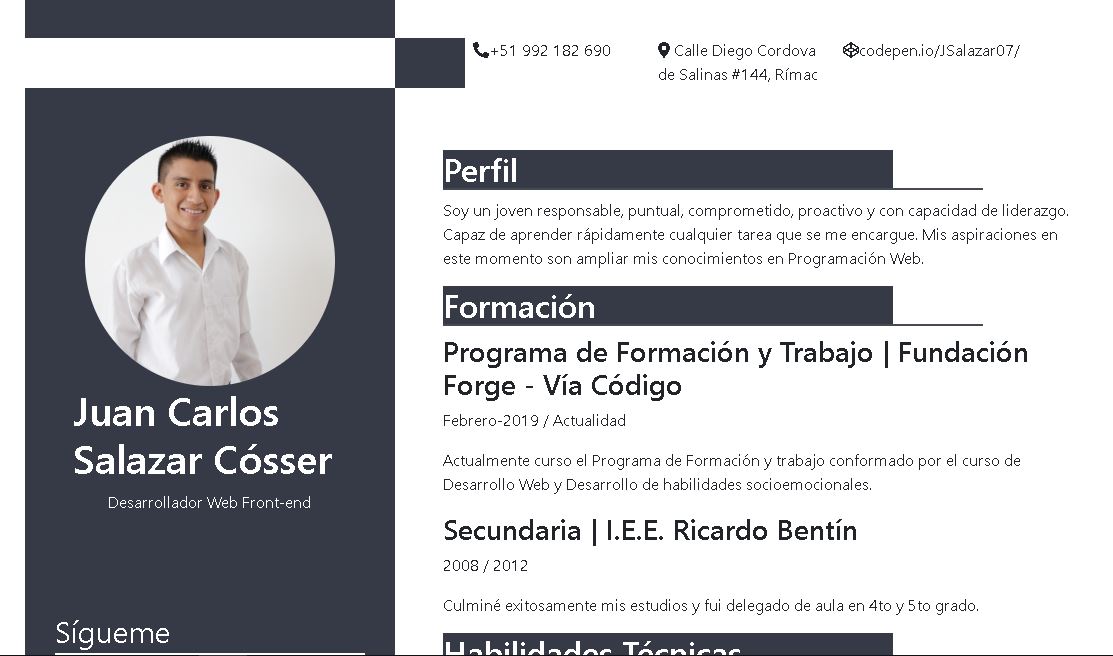 +51 992 182 690
Calle Diego Cordova
de Salinas #144, Rímac
codepen.io/JSalazar07/
Juan Carlos
Salazar Cósser
Desarrollador Web Front-end
Sígueme
Perfil
Soy un joven responsable, puntual, comprometido, proactivo y con capacidad de liderazgo.
Capaz de aprender rápidamente cualquier tarea que se me encargue. Mis aspiraciones en
este momento son ampliar mis conocimientos en Programación Web.
Formación
Programa de Formación y Trabajo | Fundación
Forge - Vía Código
Febrero-2019 / Actualidad
Actualmente curso el Programa de Formación y trabajo conformado por el curso de
Desarrollo Web y Desarrollo de habilidades socioemocionales.
Secundaria | I.E.E. Ricardo Bentín
2008 / 2012
Culminé exitosamente mis estudios y fui delegado de aula en 4to y 5to grado.
Habilidades Técnicas